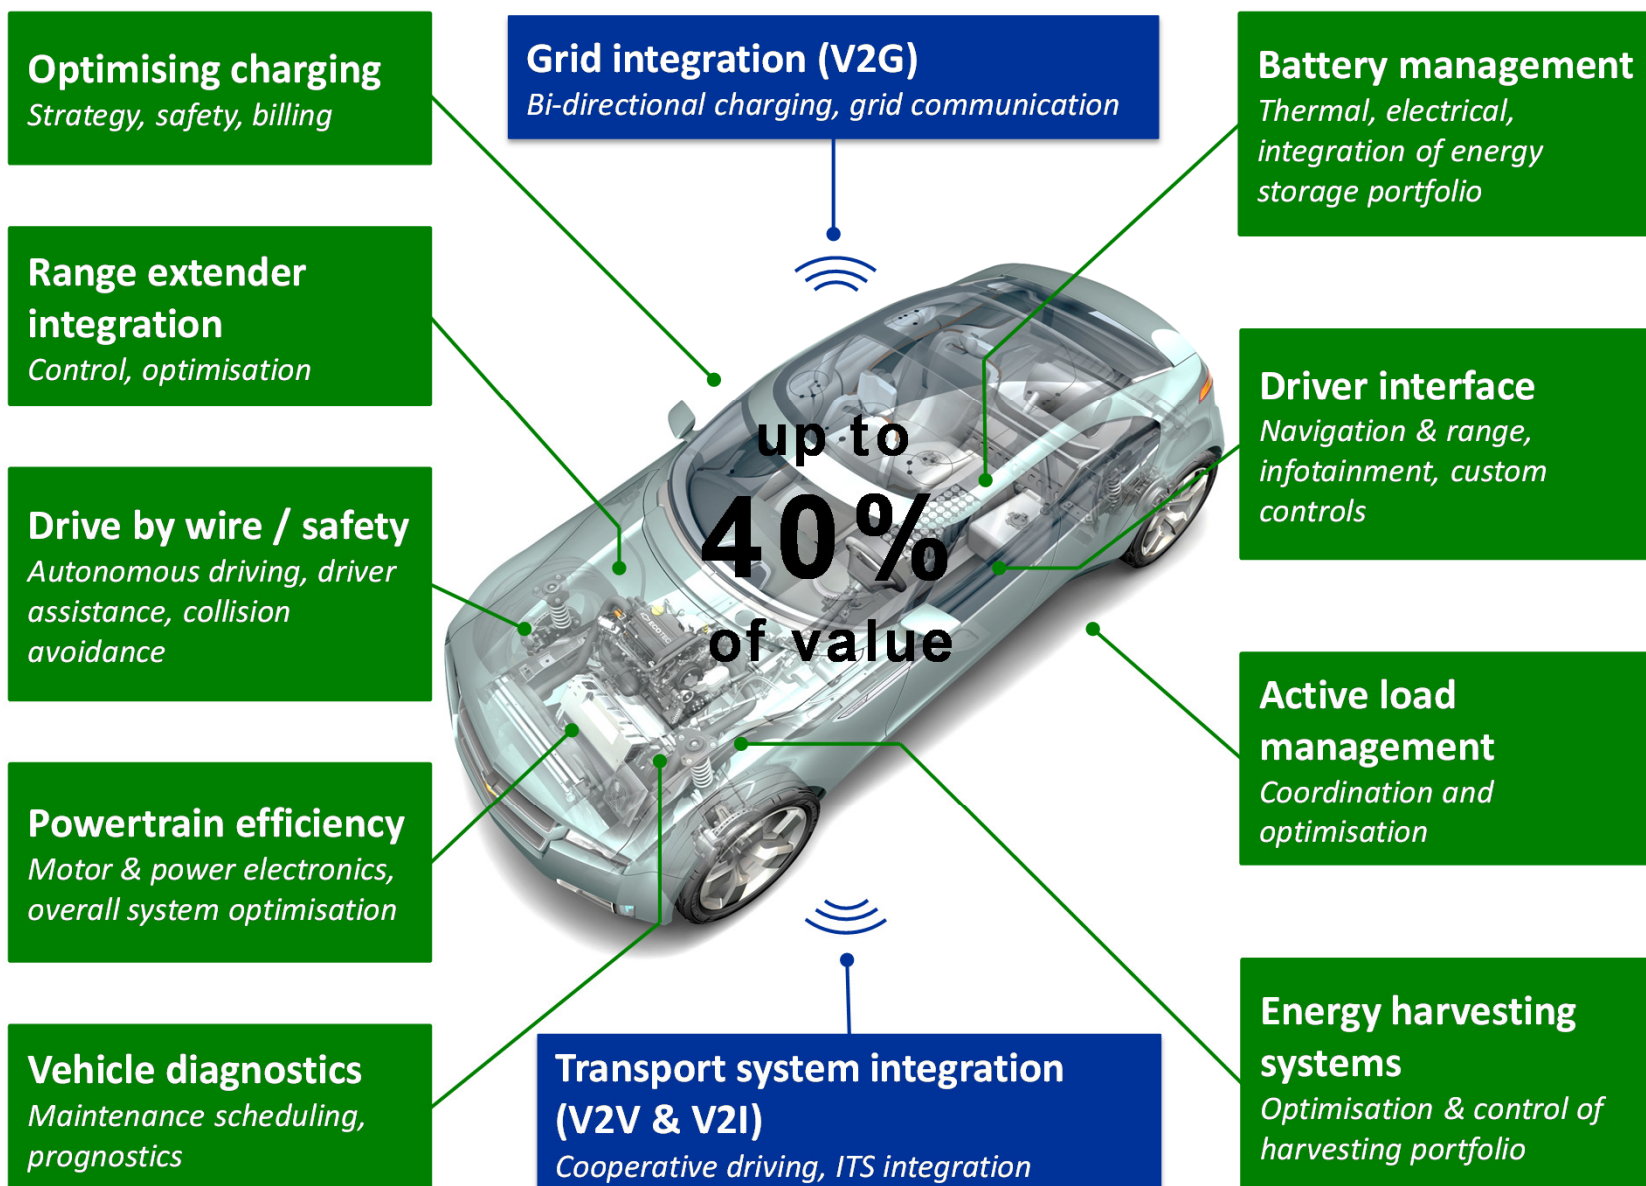 Optimising charging
Strategy, safety, billing
Grid integration (V2G)
Bi-directional charging, grid communication
Battery management
Thermal, electrical,
integration of energy
storage portfolio
Range extender
integration
Control, optimisation
Driver interface
Navigation & range,
infotainment, custom
controls
up to
40%
of value
Drive by wire / safety
Autonomous driving, driver
assistance, collision
avoidance
Active load
management
Coordination and
optimisation
Powertrain efficiency
Motor & power electronics,
overall system optimisation
Energy harvesting
systems
Optimisation & control of
harvesting portfolio
Vehicle diagnostics
Maintenance scheduling,
prognostics
Transport system integration
(V2V & V2I)
Cooperative driving, ITS integration